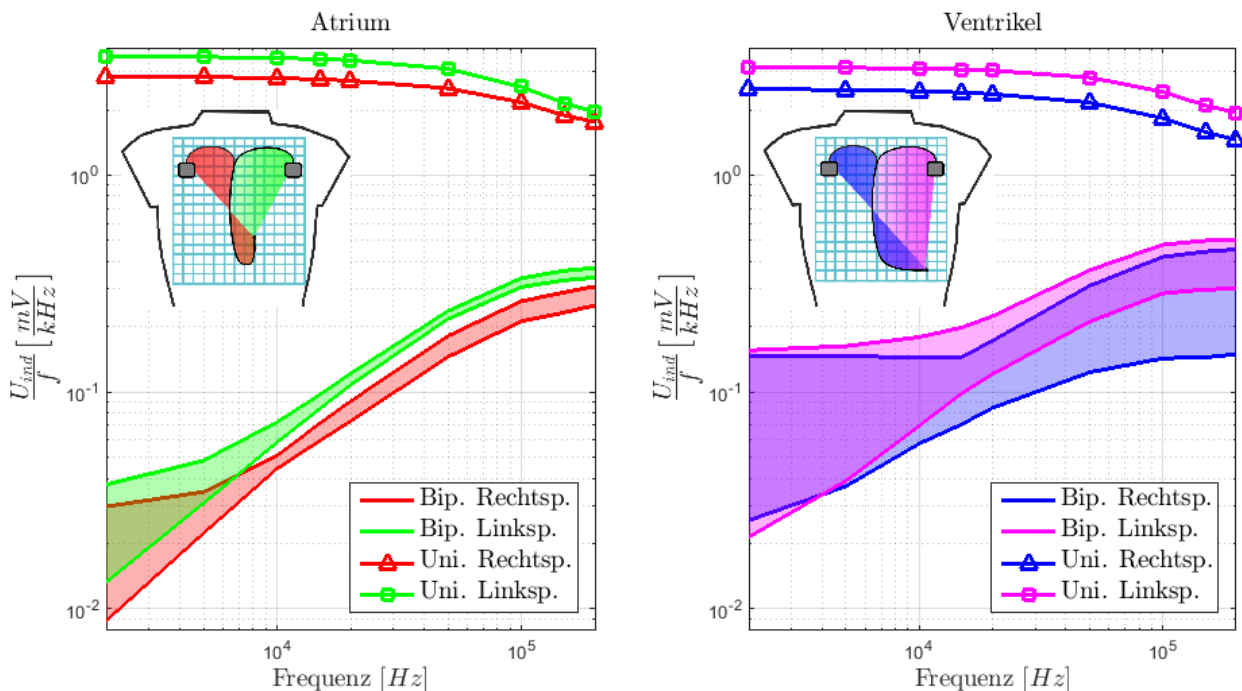 Atrium
10^0
10^-1
10^-2
U_ind/f [mV/kHz]
Bip. Rechtsp.
Bip. Linksp.
Uni. Rechtsp.
Uni. Linksp.
10^4 10^5
Frequenz [Hz]
Ventrikel
10^0
10^-1
10^-2
U_ind/f [mV/kHz]
Bip. Rechtsp.
Bip. Linksp.
Uni. Rechtsp.
Uni. Linksp.
10^4 10^5
Frequenz [Hz]